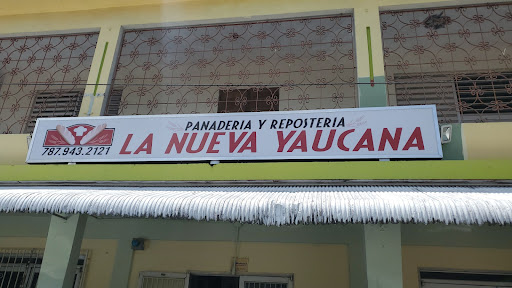 PANADERIA Y REPOSTERIA
LA NUEVA YAUCANA
787.943.2121